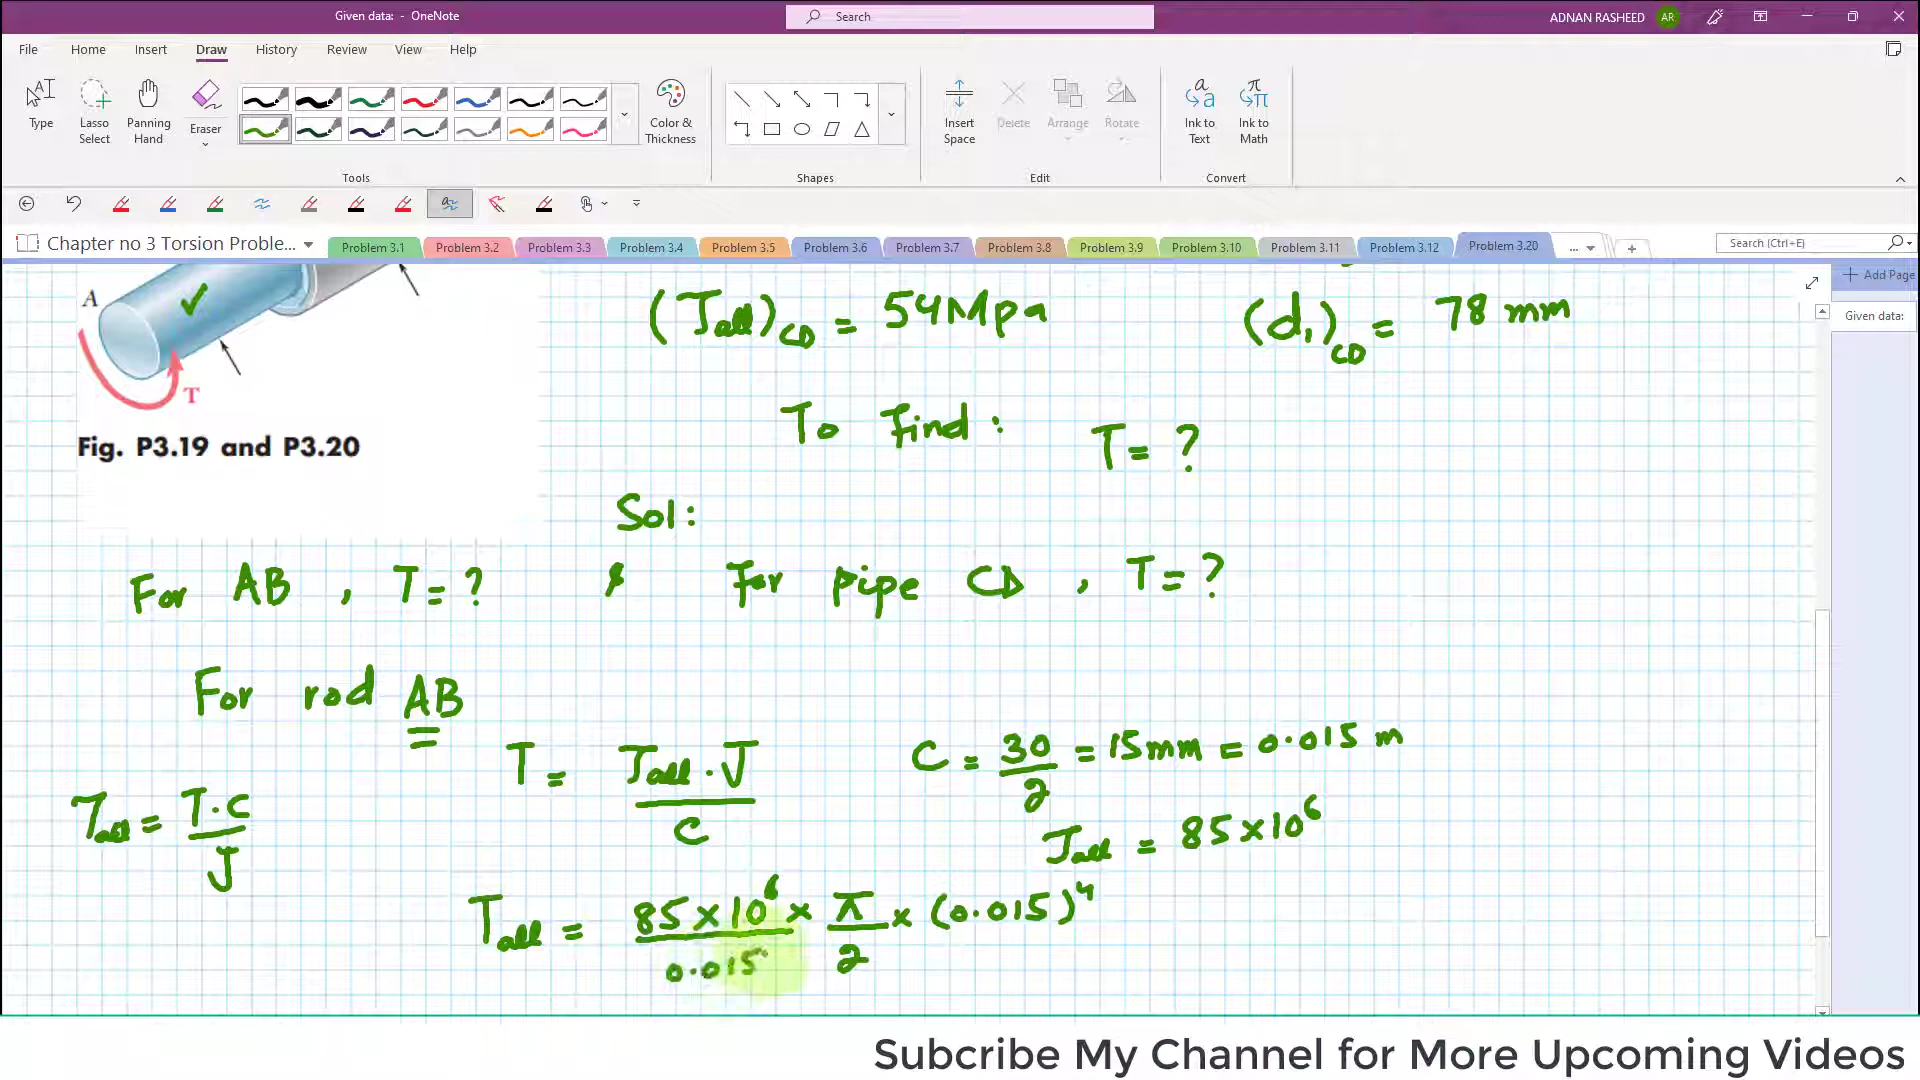 Given data: - OneNote
Search
ADNAN RASHEED AR
File Home Insert Draw History Review View Help
Type
Lasso Select
Panning Hand
Eraser
Color & Thickness
Insert Space
Delete
Arrange
Rotate
Ink to Text
Ink to Math
Tools
Shapes
Edit
Convert
Chapter no 3 Torsion Proble...
Problem 3.1 Problem 3.2 Problem 3.3 Problem 3.4 Problem 3.5 Problem 3.6 Problem 3.7 Problem 3.8 Problem 3.9 Problem 3.10 Problem 3.11 Problem 3.12 Problem 3.20 ...
Search (Ctrl+E)
Add Page
Given data:
A
T
Fig. P3.19 and P3.20
(τall)CD = 54 Mpa
(d1)CD = 78 mm
To Find: T = ?
Sol:
For AB, T = ? & For pipe CD, T = ?
For rod AB
T = τall · J / C
C = 30/2 = 15mm = 0.015 m
τall = T·C / J
τall = 85 × 10^6
Tall = 85 × 10^6 / 0.015 × π/2 × (0.015)^4
Subcribe My Channel for More Upcoming Videos